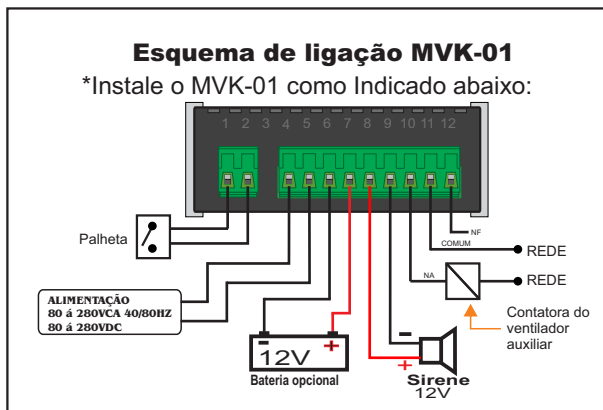 Esquema de ligação MVK-01
*Instale o MVK-01 como Indicado abaixo:
1 2 3 4 5 6 7 8 9 10 11 12
Palheta
NF
COMUM
REDE
NA
REDE
ALIMENTAÇÃO
80 á 280VCA 40/80HZ
80 á 280VDC
Contatora do
ventilador
auxiliar
- +
12V
Bateria opcional
-
+
Sirene
12V